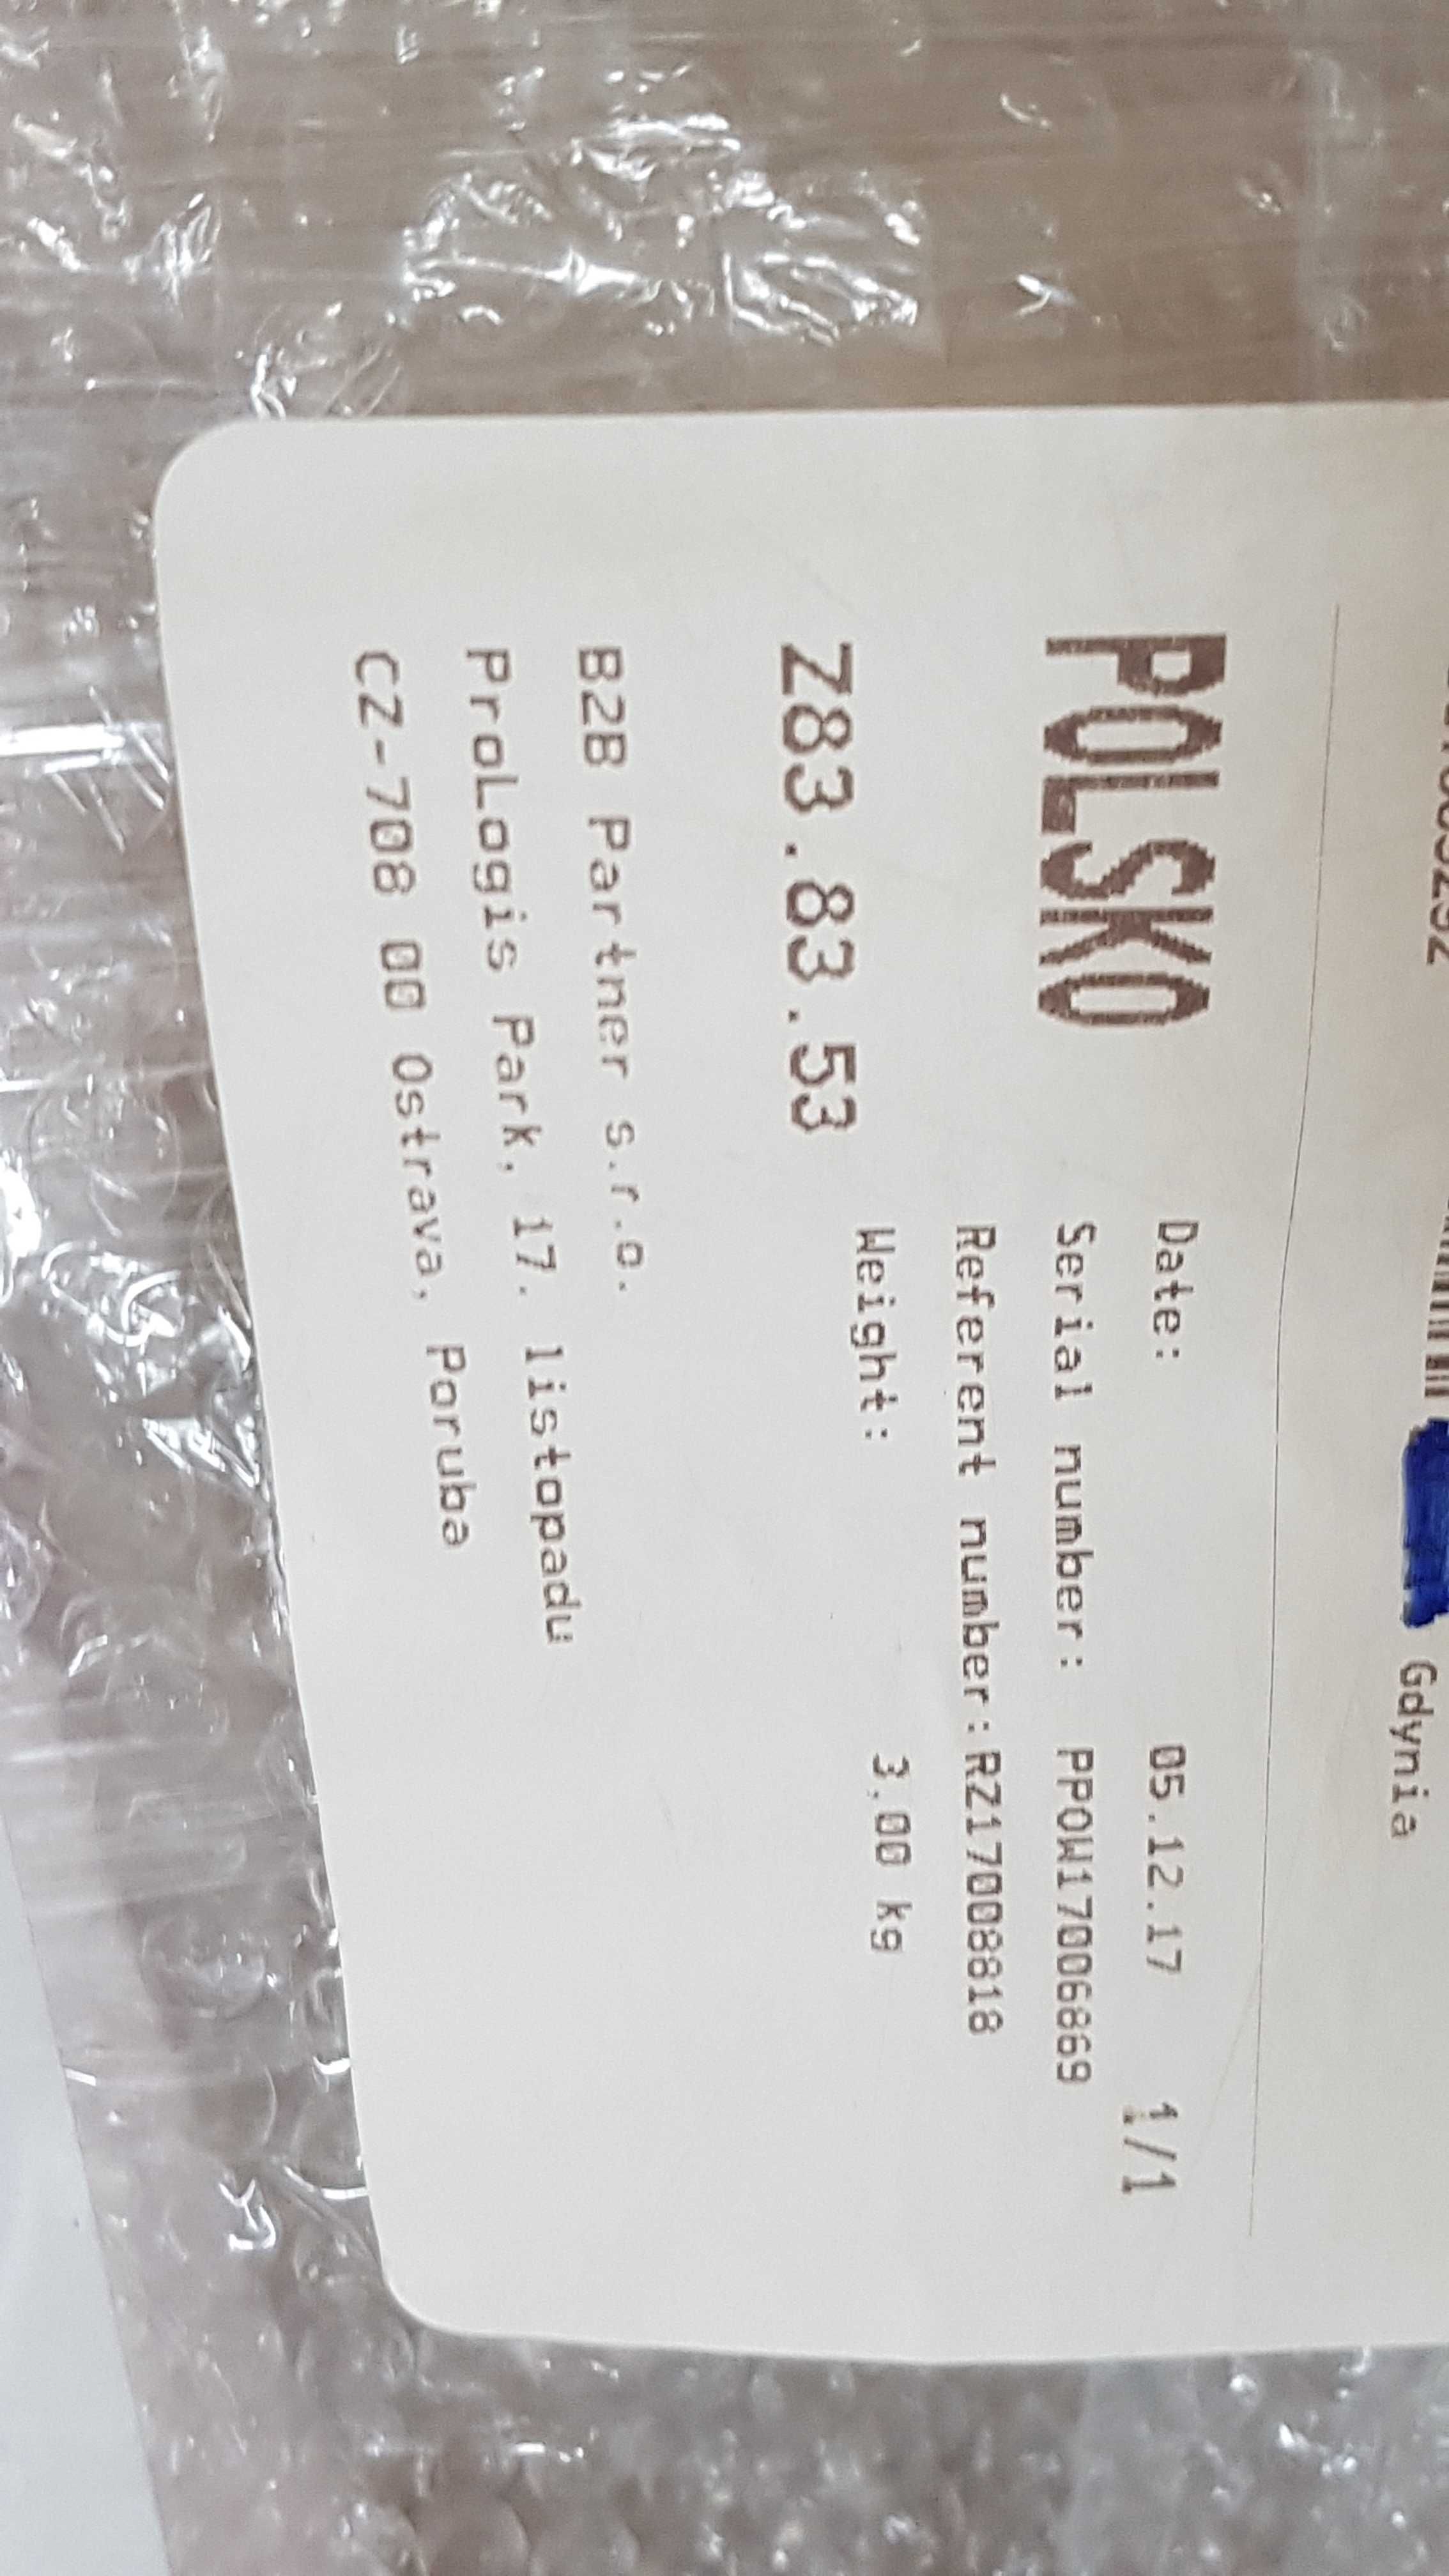 Gdynia
POLSKO
Date: 05.12.17 1/1
Serial number: PPOW17006869
Referent number:RZ17008818
Z83.83.53
Weight: 3,00 kg
B2B Partner s.r.o.
ProLogis Park, 17. listopadu
CZ-708 00 Ostrava, Poruba